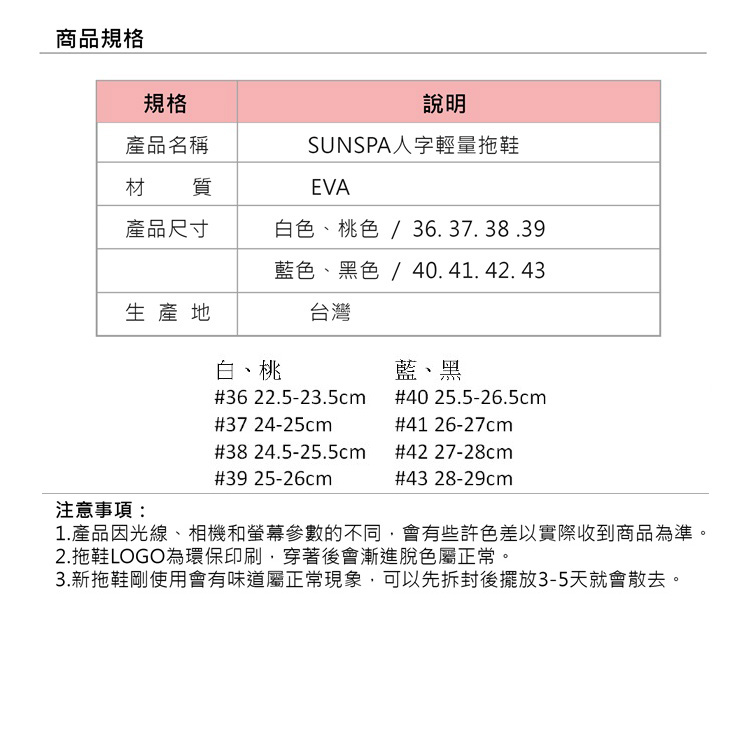 商品規格
規格 說明
產品名稱 SUNSPA人字輕量拖鞋
材 質 EVA
產品尺寸 白色、桃色 / 36. 37. 38 .39
藍色、黑色 / 40. 41. 42. 43
生 產 地 台灣
白、桃 藍、黑
#36 22.5-23.5cm #40 25.5-26.5cm
#37 24-25cm #41 26-27cm
#38 24.5-25.5cm #42 27-28cm
#39 25-26cm #43 28-29cm
注意事項：
1.產品因光線、相機和螢幕參數的不同，會有些許色差以實際收到商品為準。
2.拖鞋LOGO為環保印刷，穿著後會漸進脫色屬正常。
3.新拖鞋剛使用會有味道屬正常現象，可以先拆封後擺放3-5天就會散去。